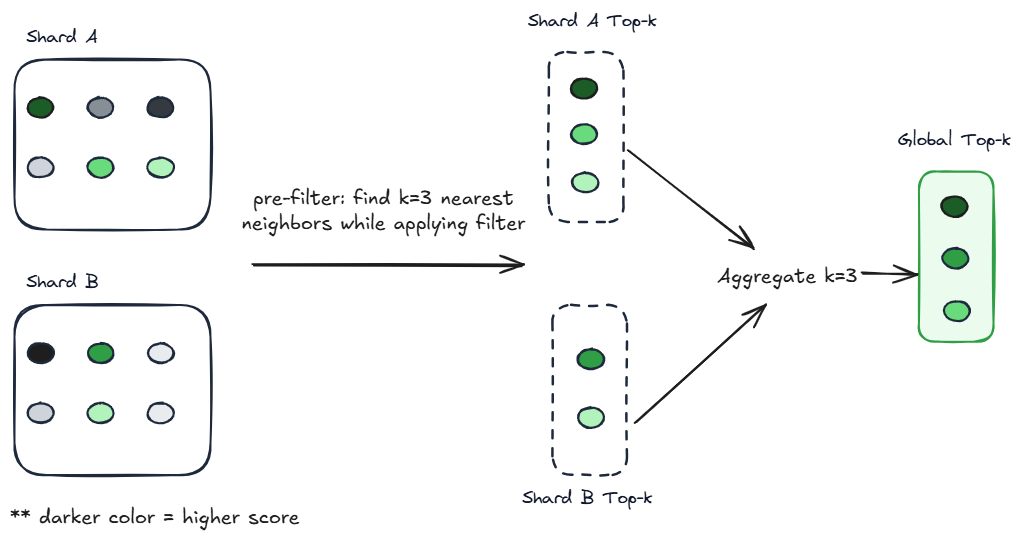 Shard A
Shard A Top-k
Global Top-k
pre-filter: find k=3 nearest
neighbors while applying filter
Aggregate k=3
Shard B
Shard B Top-k
** darker color = higher score